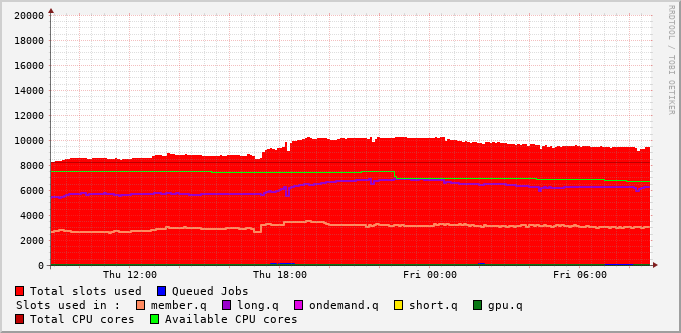 20000
18000
16000
14000
12000
10000
8000
6000
4000
2000
0
Thu 12:00 Thu 18:00 Fri 00:00 Fri 06:00
RRDTOOL / TOBI OETIKER
Total slots used Queued Jobs
Slots used in : member.q long.q ondemand.q short.q gpu.q
Total CPU cores Available CPU cores